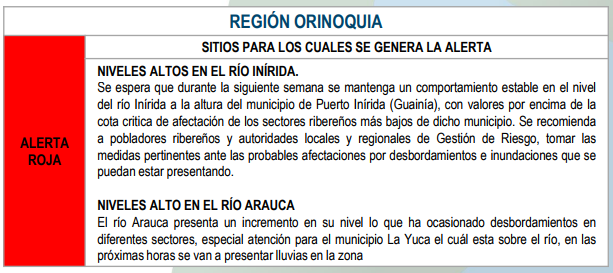 REGIÓN ORINOQUIA
SITIOS PARA LOS CUALES SE GENERA LA ALERTA
ALERTA
ROJA
NIVELES ALTOS EN EL RÍO INÍRIDA.
Se espera que durante la siguiente semana se mantenga un comportamiento estable en el nivel
del río Inírida a la altura del municipio de Puerto Inírida (Guainía), con valores por encima de la
cota critica de afectación de los sectores ribereños más bajos de dicho municipio. Se recomienda
a pobladores ribereños y autoridades locales y regionales de Gestión de Riesgo, tomar las
medidas pertinentes ante las probables afectaciones por desbordamientos e inundaciones que se
puedan estar presentando.
NIVELES ALTO EN EL RÍO ARAUCA
El río Arauca presenta un incremento en su nivel lo que ha ocasionado desbordamientos en
diferentes sectores, especial atención para el municipio La Yuca el cuál esta sobre el río, en las
próximas horas se van a presentar lluvias en la zona